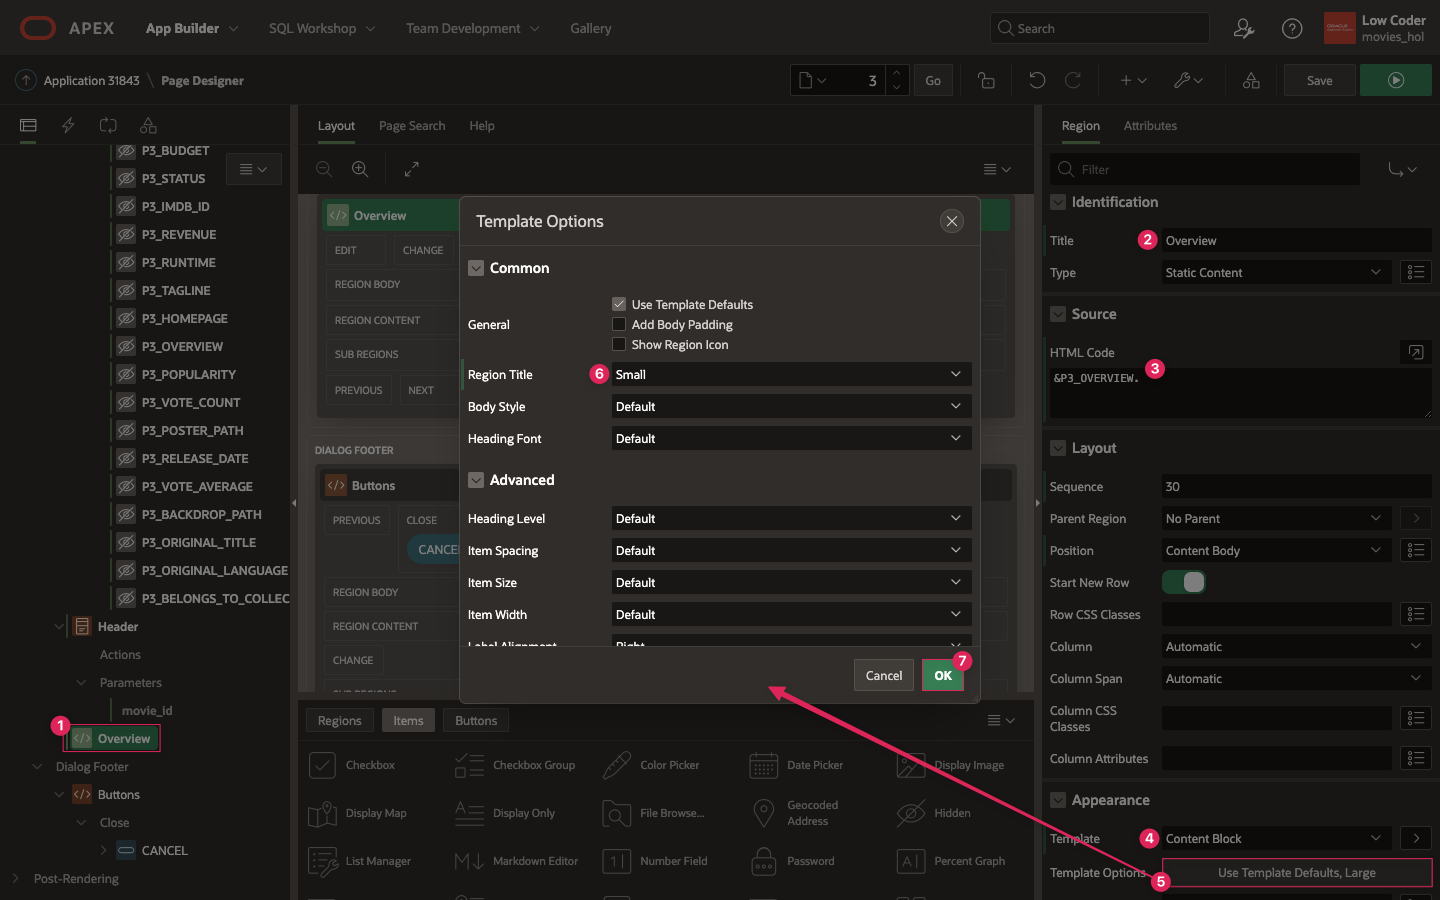 APEX
App Builder
SQL Workshop
Team Development
Gallery
Search
Low Coder
movies_hol
Application 31843 \ Page Designer
3
Go
Save
Layout
Page Search
Help
Region
Attributes
P3_BUDGET
P3_STATUS
P3_IMDB_ID
P3_REVENUE
P3_RUNTIME
P3_TAGLINE
P3_HOMEPAGE
P3_OVERVIEW
P3_POPULARITY
P3_VOTE_COUNT
P3_POSTER_PATH
P3_RELEASE_DATE
P3_VOTE_AVERAGE
P3_BACKDROP_PATH
P3_ORIGINAL_TITLE
P3_ORIGINAL_LANGUAGE
P3_BELONGS_TO_COLLEC
Header
Actions
Parameters
movie_id
1
Overview
Dialog Footer
Buttons
Close
CANCEL
Post-Rendering
Overview
EDIT
CHANGE
REGION BODY
REGION CONTENT
SUB REGIONS
PREVIOUS
NEXT
DIALOG FOOTER
Buttons
PREVIOUS
CLOSE
CANCE
REGION BODY
REGION CONTENT
CHANGE
SUB REGIONS
Template Options
Common
General
Use Template Defaults
Add Body Padding
Show Region Icon
Region Title
6
Small
Body Style
Default
Heading Font
Default
Advanced
Heading Level
Default
Item Spacing
Default
Item Size
Default
Item Width
Default
Label Alignment
Right
Cancel
OK
7
Regions
Items
Buttons
Checkbox
Checkbox Group
Color Picker
Date Picker
Display Image
Display Map
Display Only
File Browse...
Geocoded
Address
Hidden
List Manager
Markdown Editor
Number Field
Password
Percent Graph
Filter
Identification
Title
2
Overview
Type
Static Content
Source
HTML Code
3
&P3_OVERVIEW.
Layout
Sequence
30
Parent Region
No Parent
Position
Content Body
Start New Row
Row CSS Classes
Column
Automatic
Column Span
Automatic
Column CSS
Classes
Column Attributes
Appearance
Template
4
Content Block
Template Options
5
Use Template Defaults, Large